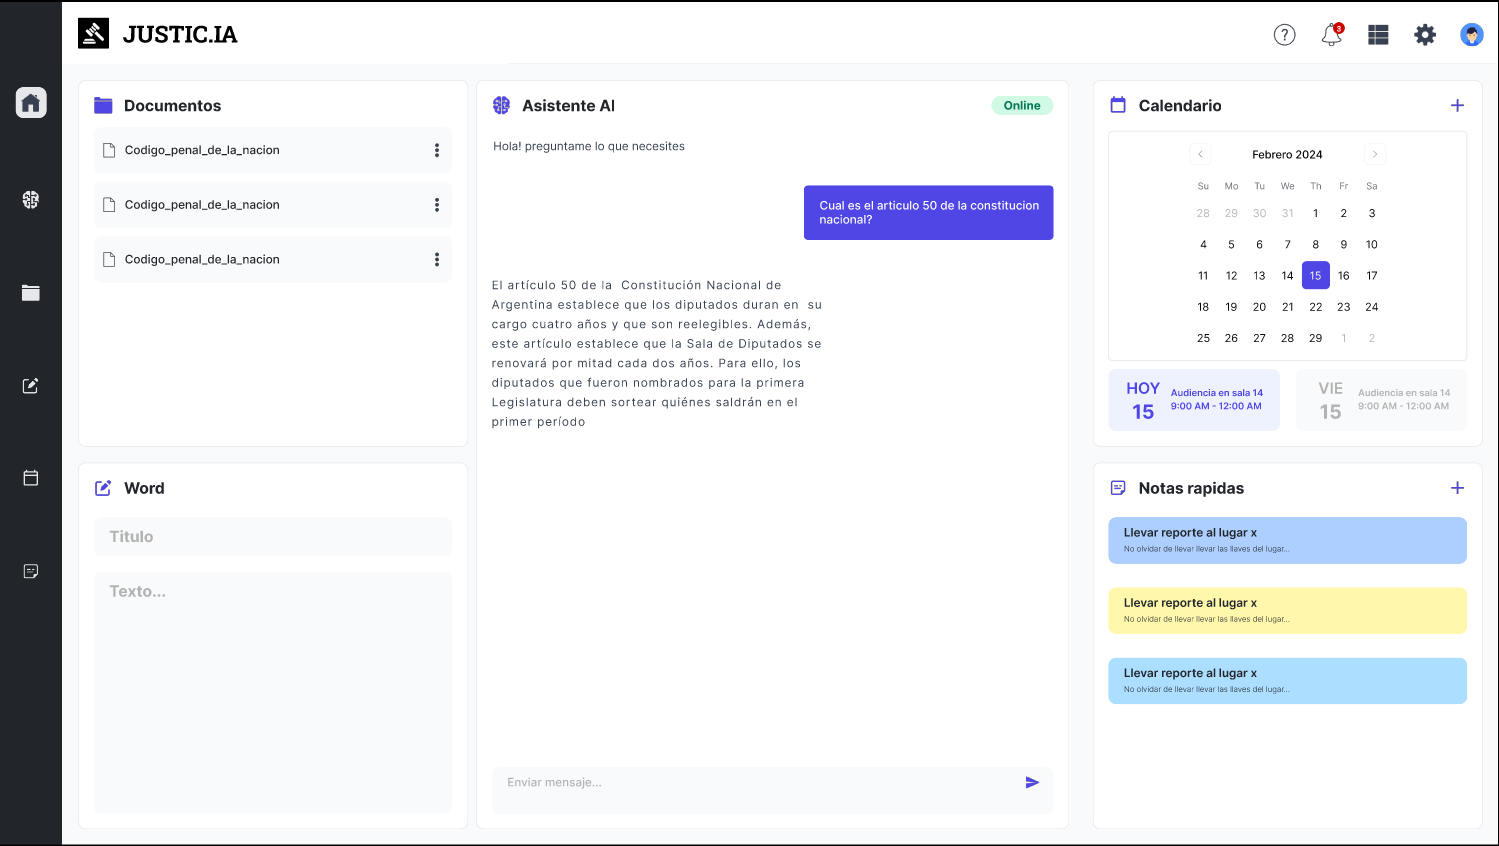 JUSTIC.IA
3
Documentos
Codigo_penal_de_la_nacion
Codigo_penal_de_la_nacion
Codigo_penal_de_la_nacion
Word
Titulo
Texto...
Asistente AI
Online
Hola! preguntame lo que necesites
Cual es el articulo 50 de la constitucion
nacional?
El artículo 50 de la Constitución Nacional de
Argentina establece que los diputados duran en su
cargo cuatro años y que son reelegibles. Además,
este artículo establece que la Sala de Diputados se
renovará por mitad cada dos años. Para ello, los
diputados que fueron nombrados para la primera
Legislatura deben sortear quiénes saldrán en el
primer período
Enviar mensaje...
Calendario
Febrero 2024
Su Mo Tu We Th Fr Sa
28 29 30 31 1 2 3
4 5 6 7 8 9 10
11 12 13 14 15 16 17
18 19 20 21 22 23 24
25 26 27 28 29 1 2
HOY
15
Audiencia en sala 14
9:00 AM - 12:00 AM
VIE
15
Audiencia en sala 14
9:00 AM - 12:00 AM
Notas rapidas
Llevar reporte al lugar x
No olvidar de llevar llevar las llaves del lugar...
Llevar reporte al lugar x
No olvidar de llevar llevar las llaves del lugar...
Llevar reporte al lugar x
No olvidar de llevar llevar las llaves del lugar...